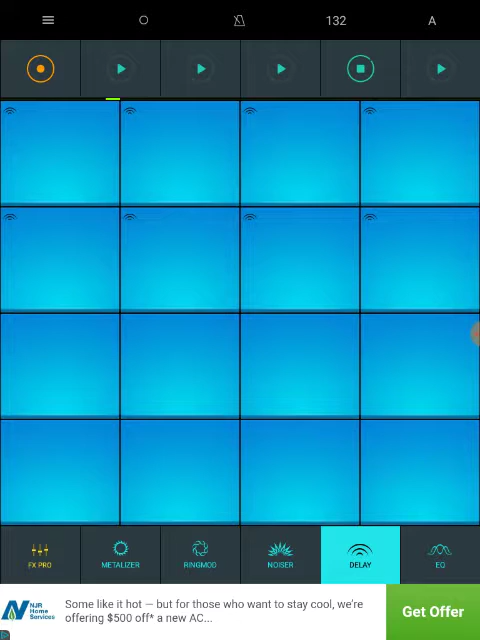 132
A
FX PRO
METALIZER
RINGMOD
NOISER
DELAY
EQ
NJR
Home
Services
Some like it hot — but for those who want to stay cool, we're
offering $500 off* a new AC...
Get Offer